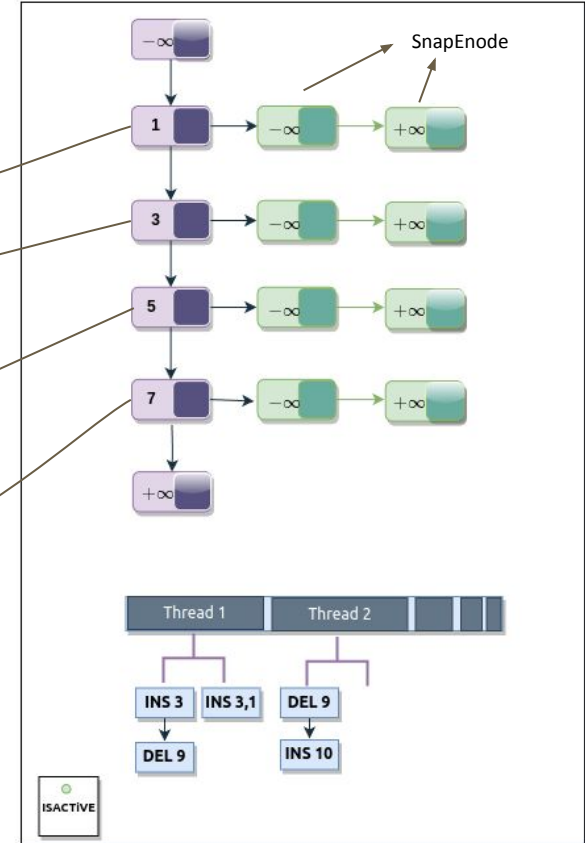 −∞
SnapEnode
1 −∞ +∞
3 −∞ +∞
5 −∞ +∞
7 −∞ +∞
+∞
Thread 1 Thread 2
INS 3 INS 3,1 DEL 9
DEL 9 INS 10
ISACTiVE